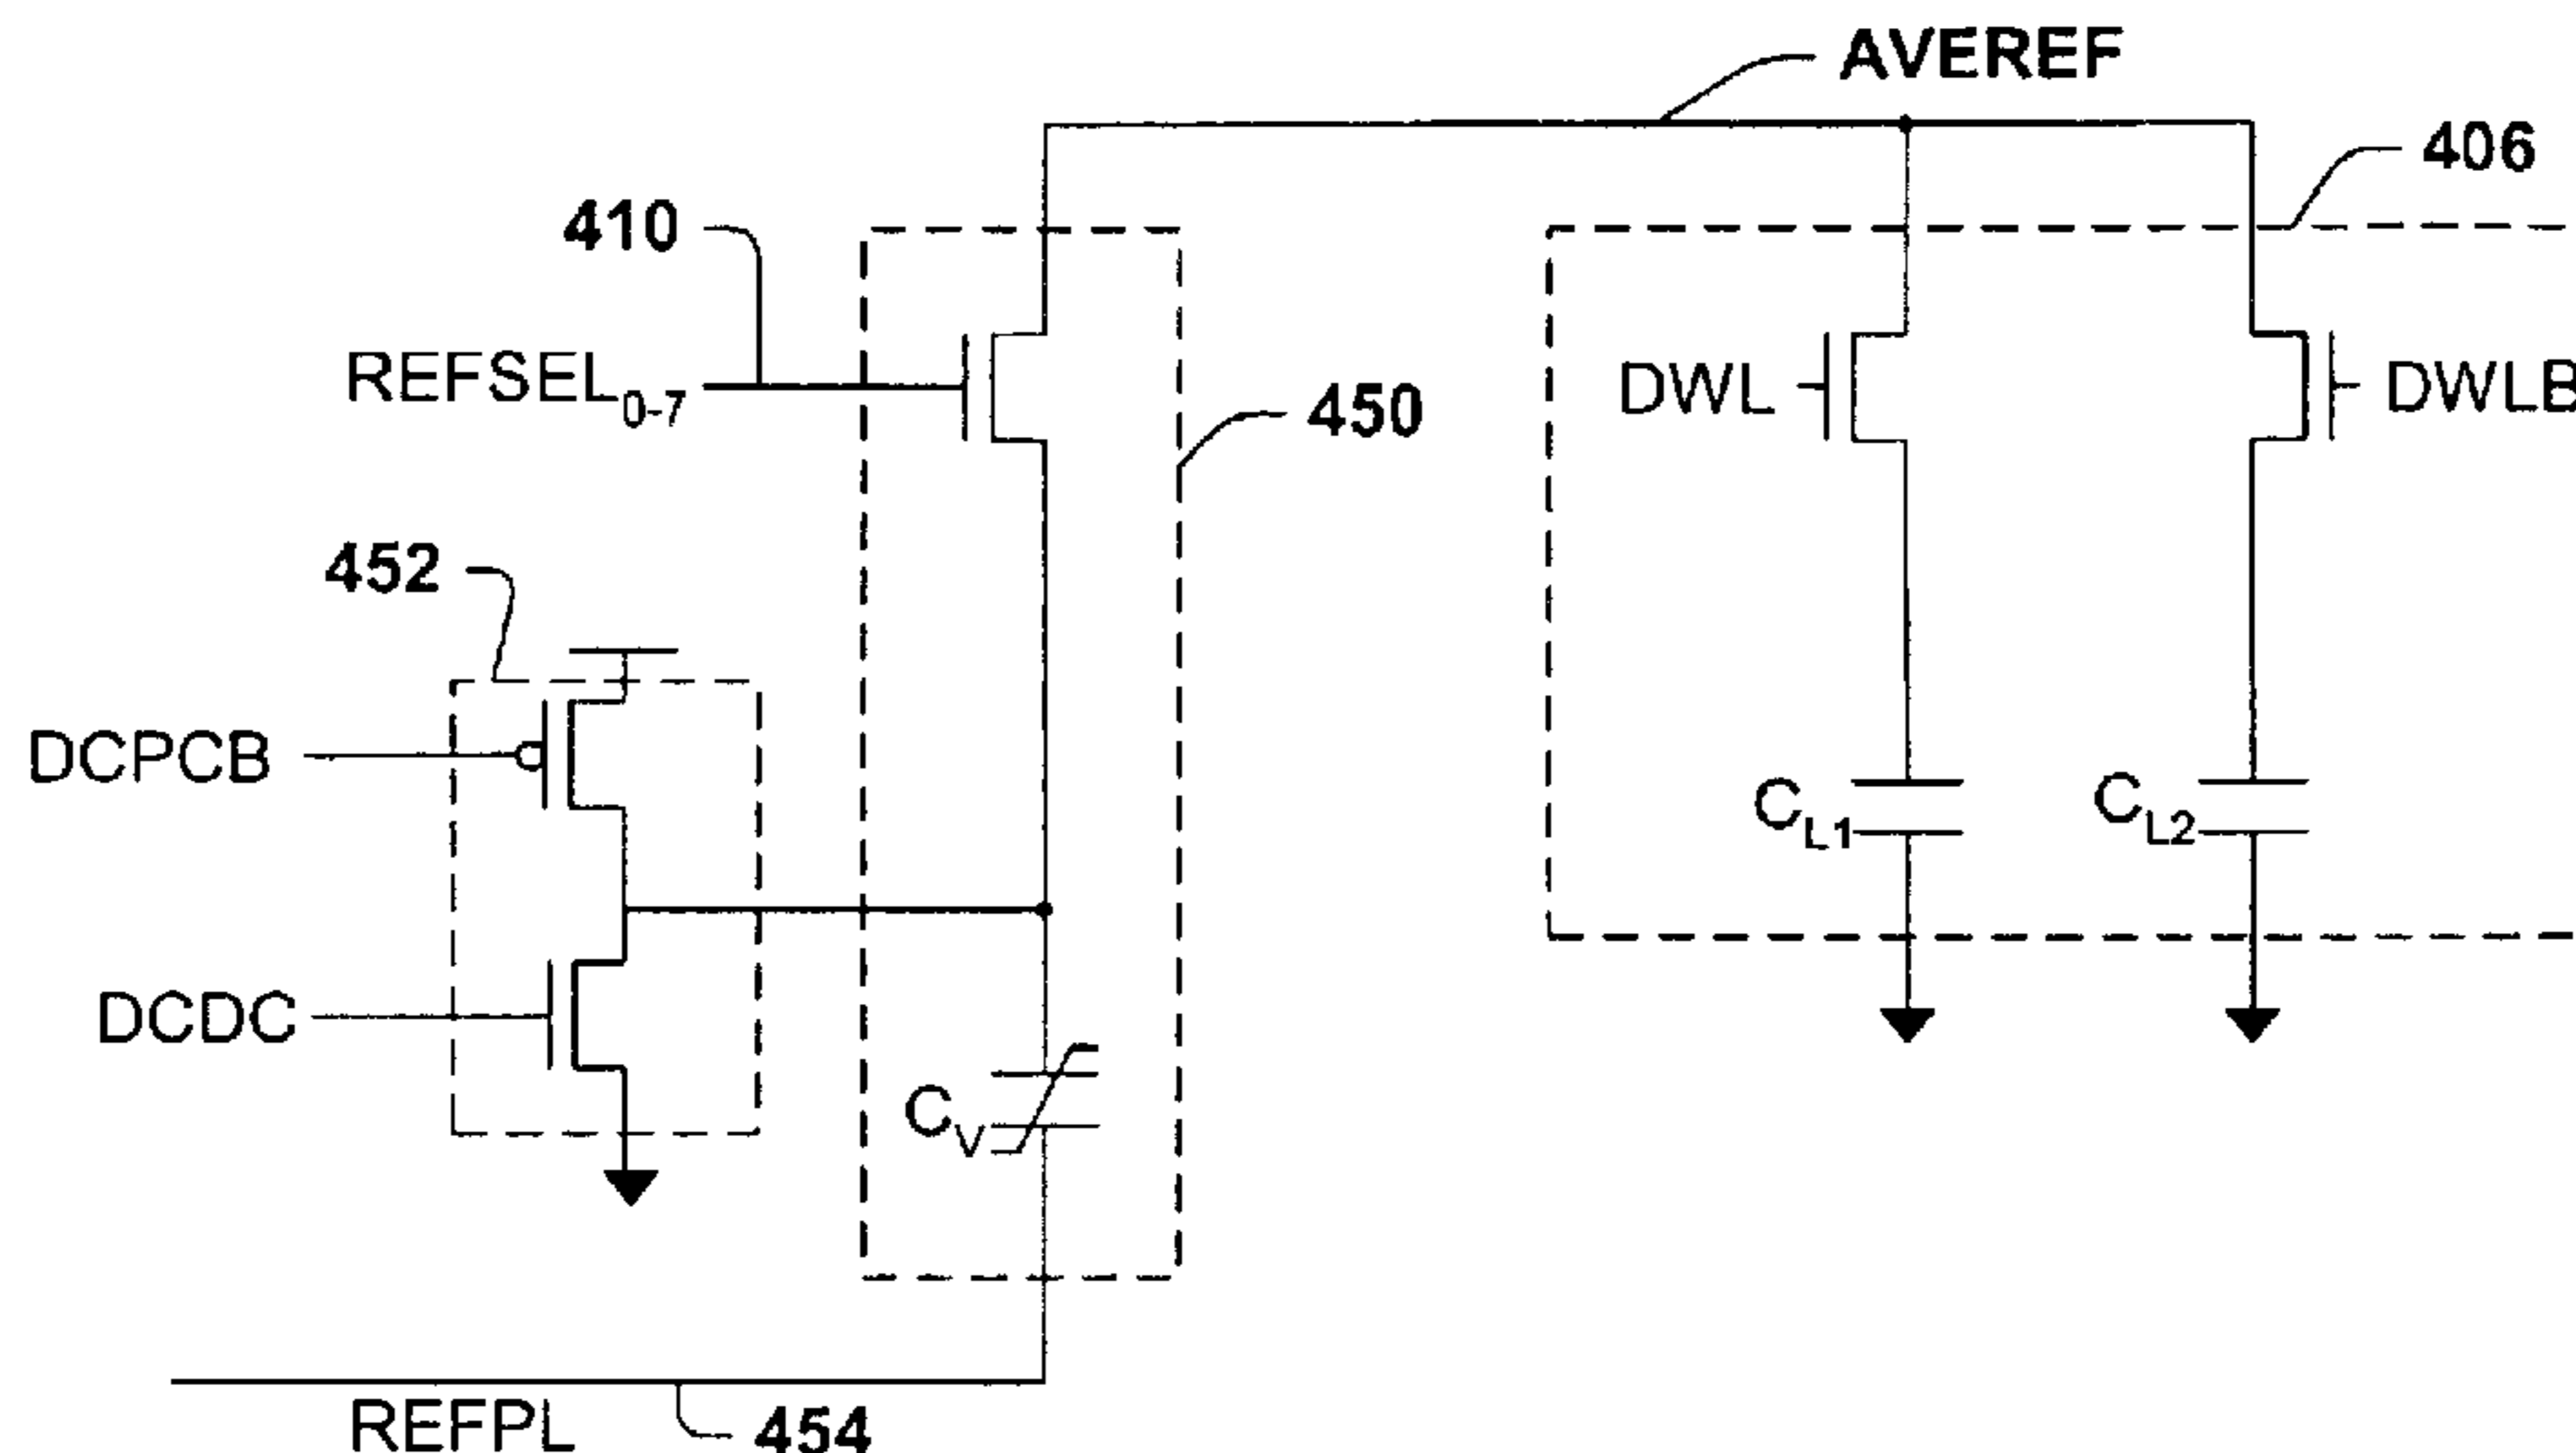 AVEREF
406
410
REFSEL0-7
450
DWL
DWLB
452
DCPCB
CL1
CL2
DCDC
CV
REFPL
454